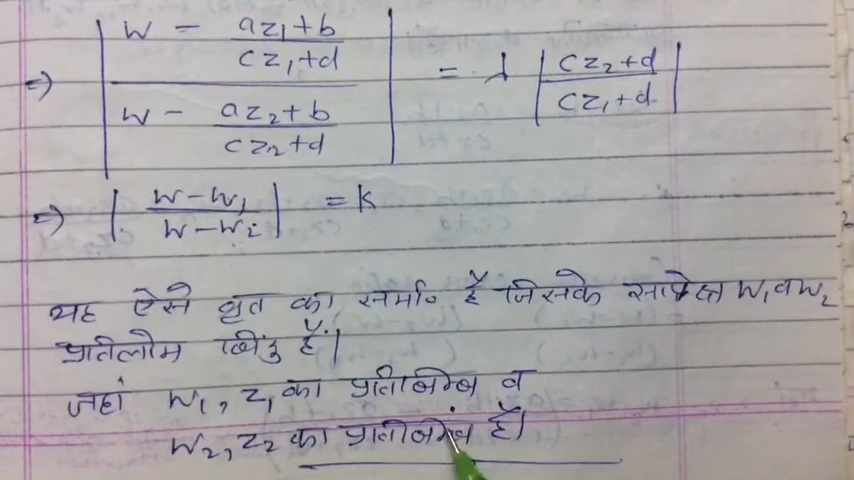 ⇒ | (w - (az₁+b)/(cz₁+d)) / (w - (az₂+b)/(cz₂+d)) | = λ | (cz₂+d)/(cz₁+d) |
⇒ | (w-w₁)/(w-w₂) | = K
यह ऐसे वृत का समी० है जिसके सापेक्ष w₁ व w₂
प्रतिलोम बिंदु हैं।
जहां w₁, z₁ का प्रतिबिम्ब व
w₂, z₂ का प्रतीबिम्ब है।